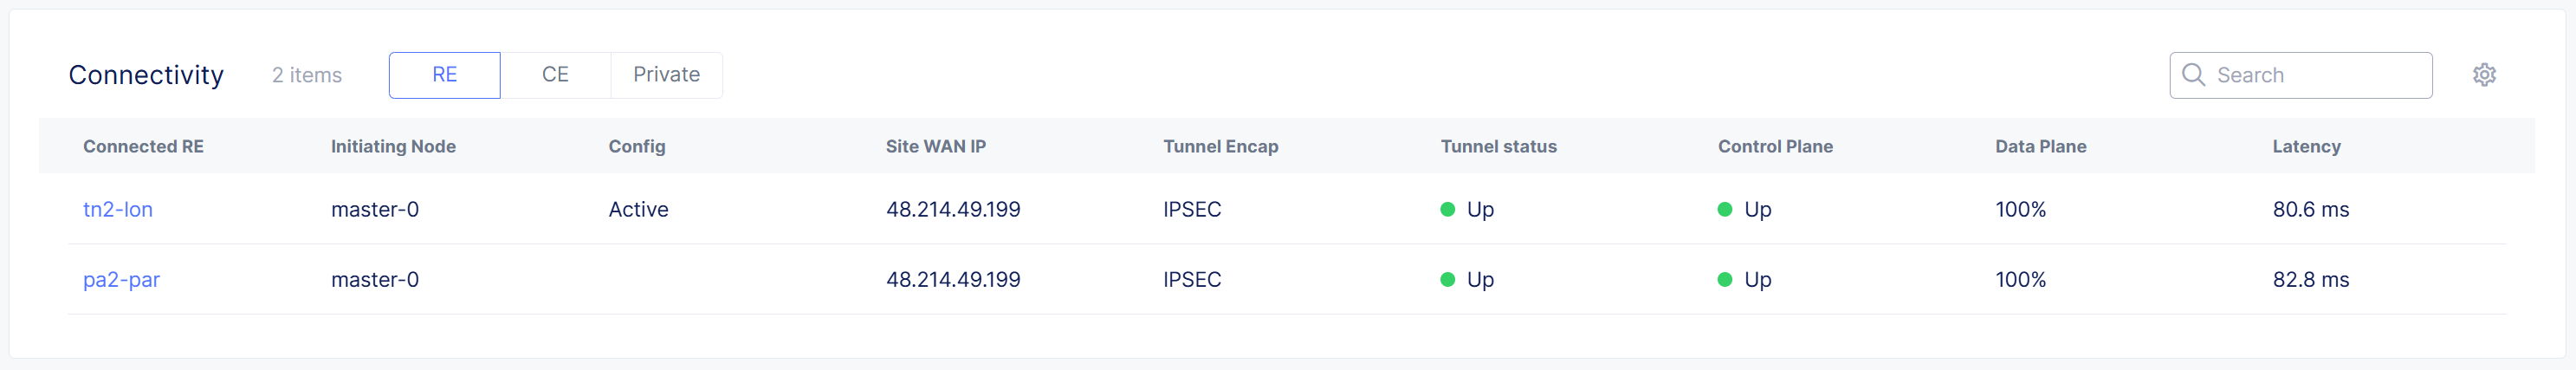 Connectivity 2 items RE CE Private Search
Connected RE Initiating Node Config Site WAN IP Tunnel Encap Tunnel status Control Plane Data Plane Latency
tn2-lon master-0 Active 48.214.49.199 IPSEC Up Up 100% 80.6 ms
pa2-par master-0 48.214.49.199 IPSEC Up Up 100% 82.8 ms